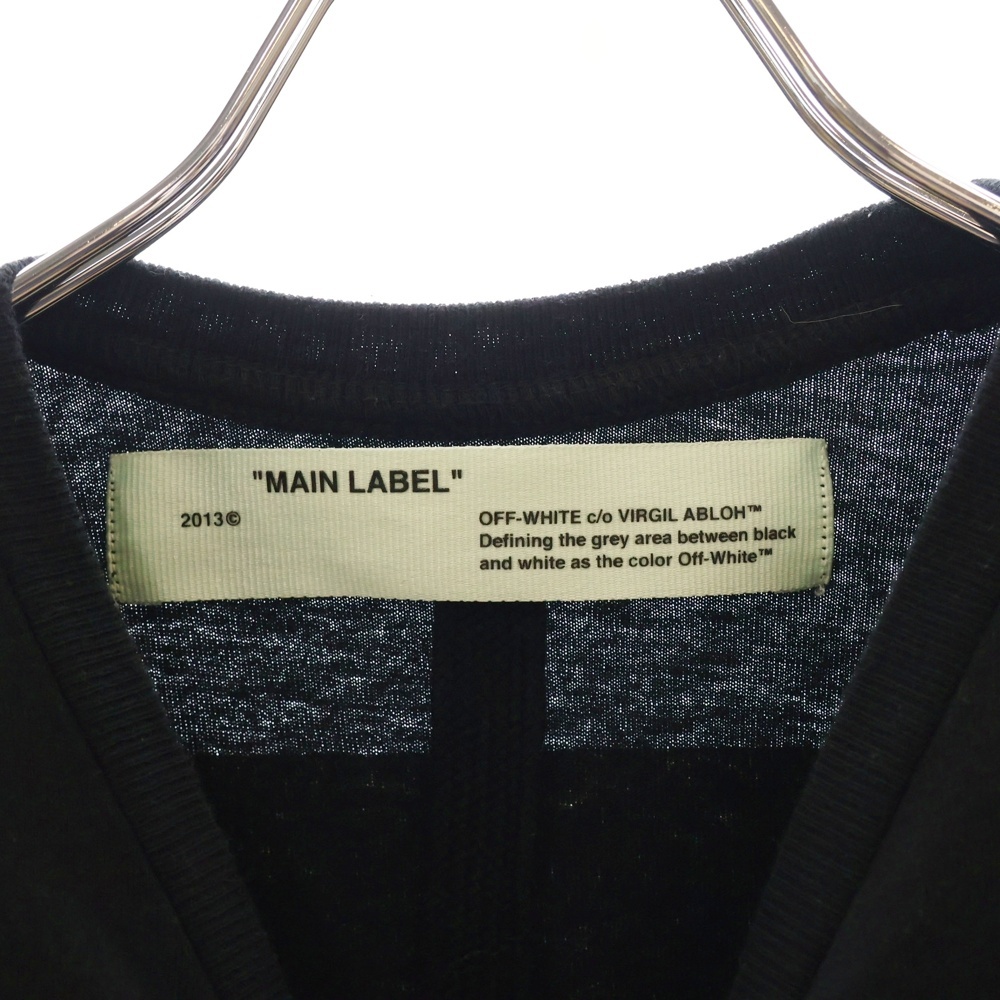 "MAIN LABEL"
2013©
OFF-WHITE c/o VIRGIL ABLOH™
Defining the grey area between black
and white as the color Off-White™